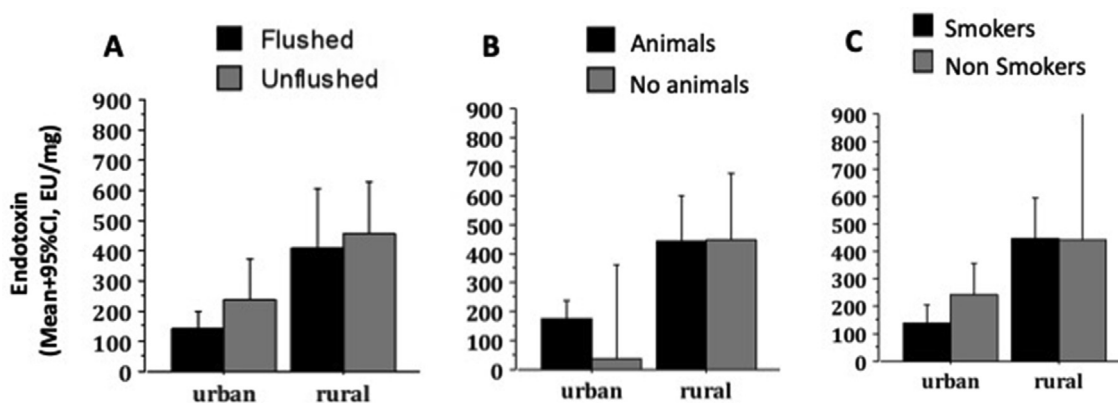 A
Flushed
Unflushed
B
Animals
No animals
C
Smokers
Non Smokers
Endotoxin
(Mean+95%CI, EU/mg)
900
800
700
600
500
400
300
200
100
0
urban rural
900
800
700
600
500
400
300
200
100
0
urban rural
900
800
700
600
500
400
300
200
100
0
urban rural